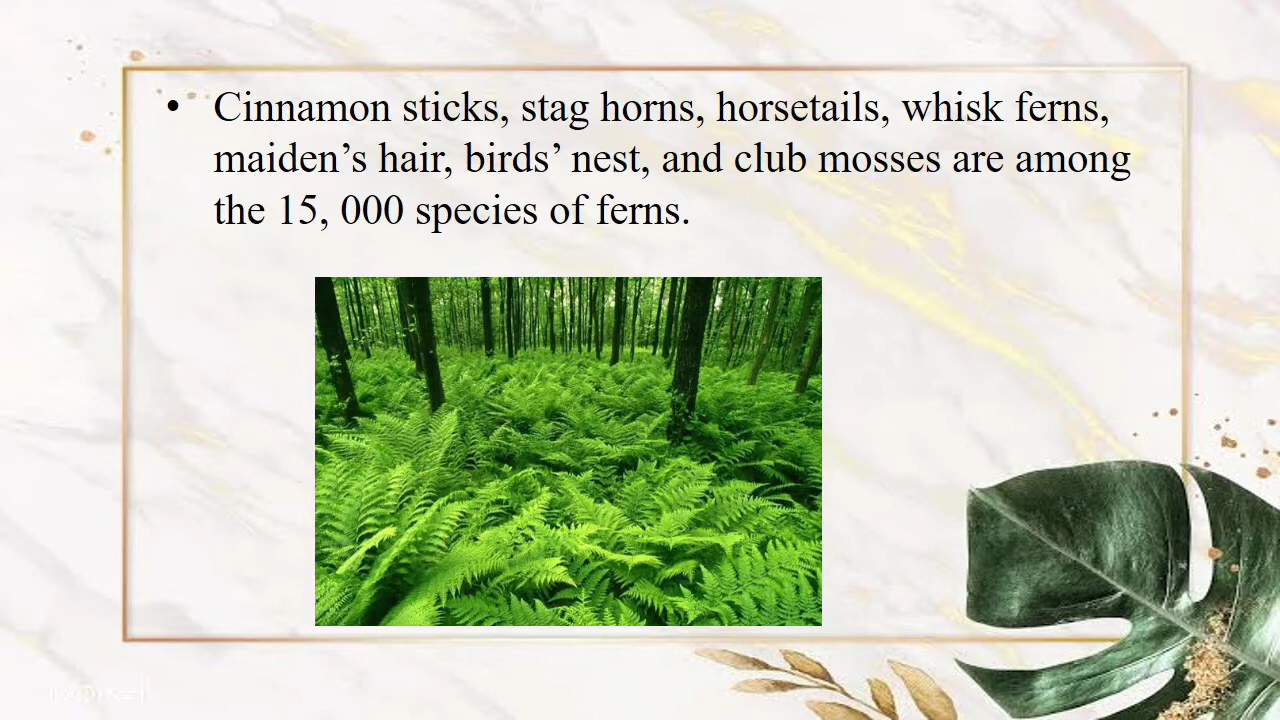 • Cinnamon sticks, stag horns, horsetails, whisk ferns,
maiden’s hair, birds’ nest, and club mosses are among
the 15, 000 species of ferns.